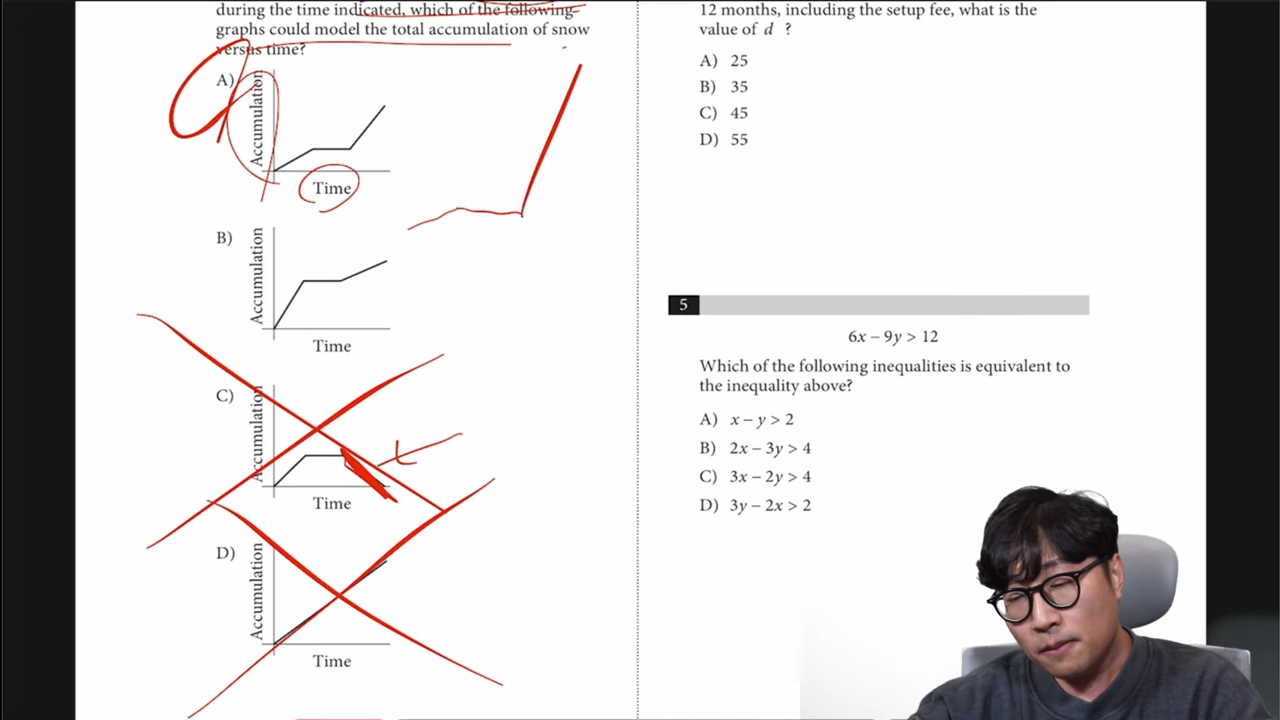 during the time indicated, which of the following
graphs could model the total accumulation of snow
versus time?
A)
Accumulation
Time
B)
Accumulation
Time
C)
Accumulation
Time
D)
Accumulation
Time
12 months, including the setup fee, what is the
value of d ?
A) 25
B) 35
C) 45
D) 55
5
6x – 9y > 12
Which of the following inequalities is equivalent to
the inequality above?
A) x – y > 2
B) 2x – 3y > 4
C) 3x – 2y > 4
D) 3y – 2x > 2